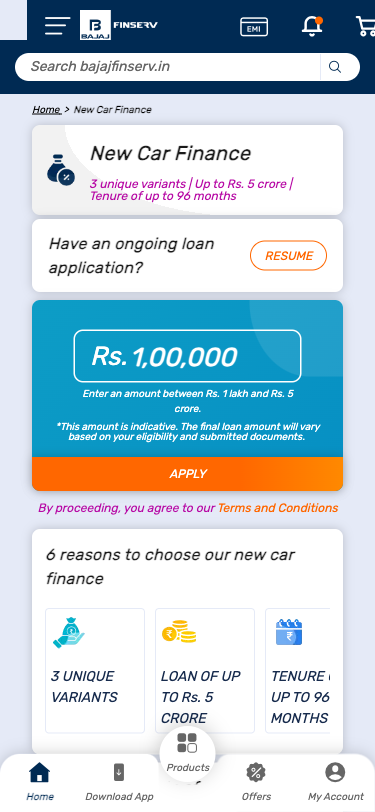 BAJAJ FINSERV
EMI
Search bajajfinserv.in
Home > New Car Finance
New Car Finance
3 unique variants | Up to Rs. 5 crore |
Tenure of up to 96 months
Have an ongoing loan
application?
RESUME
Rs. 1,00,000
Enter an amount between Rs. 1 lakh and Rs. 5
crore.
*This amount is indicative. The final loan amount will vary
based on your eligibility and submitted documents.
APPLY
By proceeding, you agree to our Terms and Conditions
6 reasons to choose our new car
finance
3 UNIQUE
VARIANTS
LOAN OF UP
TO Rs. 5
CRORE
TENURE
UP TO 96
MONTHS
Home
Download App
Products
Offers
My Account